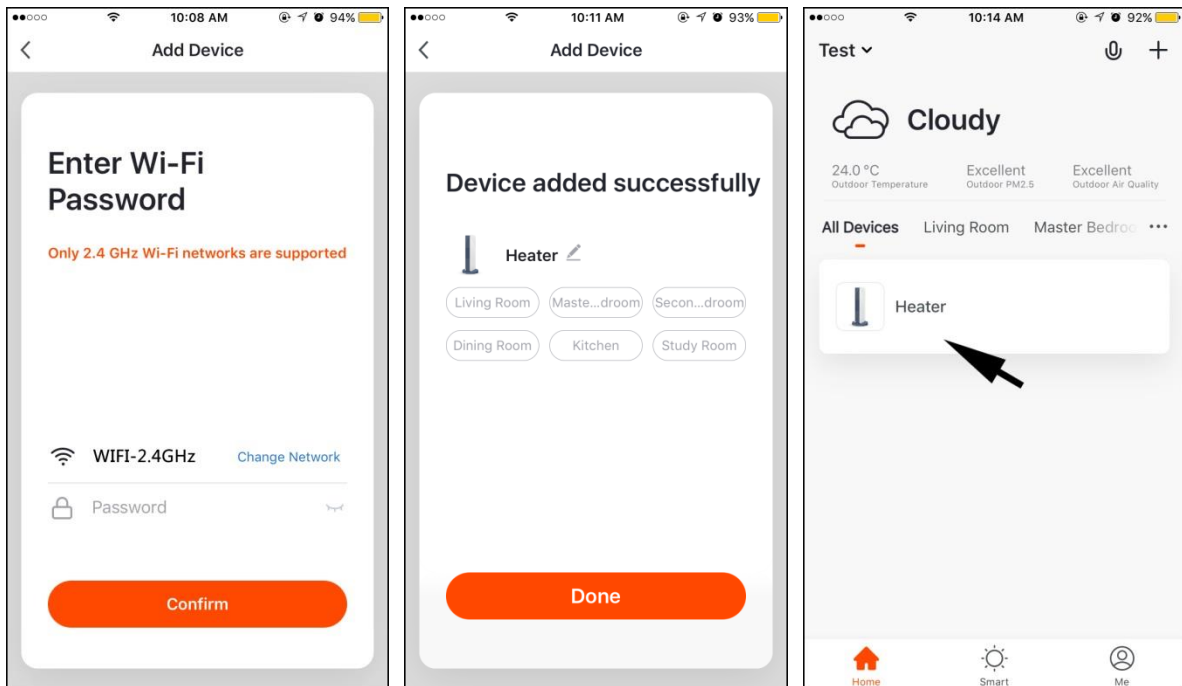 10:08 AM
94%
Add Device
Enter Wi-Fi
Password
Only 2.4 GHz Wi-Fi networks are supported
WIFI-2.4GHz
Change Network
Password
Confirm
10:11 AM
93%
Add Device
Device added successfully
Heater
Living Room
Maste...droom
Secon...droom
Dining Room
Kitchen
Study Room
Done
10:14 AM
92%
Test
Cloudy
24.0 °C
Excellent
Excellent
Outdoor Temperature
Outdoor PM2.5
Outdoor Air Quality
All Devices
Living Room
Master Bedroo
Heater
Home
Smart
Me